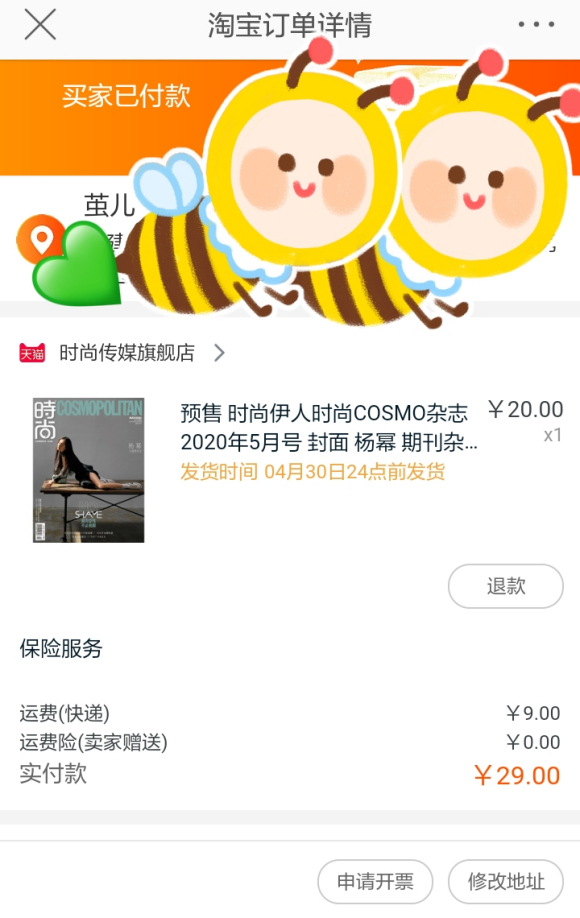 淘宝订单详情
买家已付款
茧儿
天猫 时尚传媒旗舰店
時尚 COSMOPOLITAN
SHAME
预售 时尚伊人时尚COSMO杂志 ￥20.00
2020年5月号 封面 杨幂 期刊杂... x1
发货时间 04月30日24点前发货
退款
保险服务
运费(快递) ￥9.00
运费险(卖家赠送) ￥0.00
实付款 ￥29.00
申请开票 修改地址